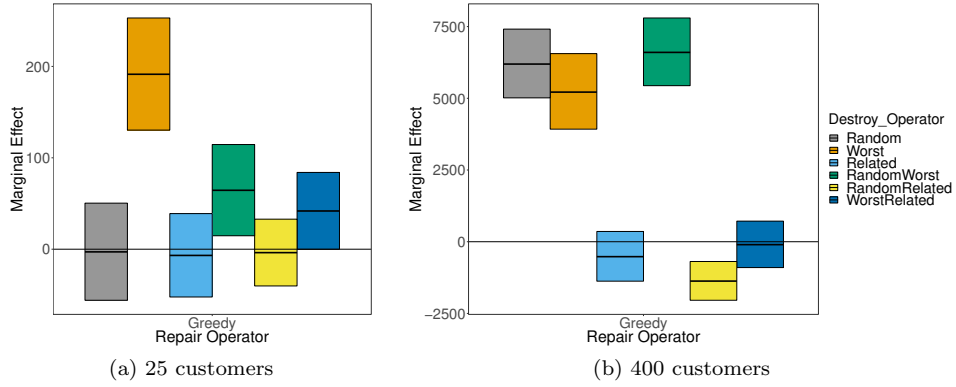 Marginal Effect
200
100
0
Greedy
Repair Operator
(a) 25 customers
Marginal Effect
7500
5000
2500
0
−2500
Greedy
Repair Operator
(b) 400 customers
Destroy_Operator
Random
Worst
Related
RandomWorst
RandomRelated
WorstRelated